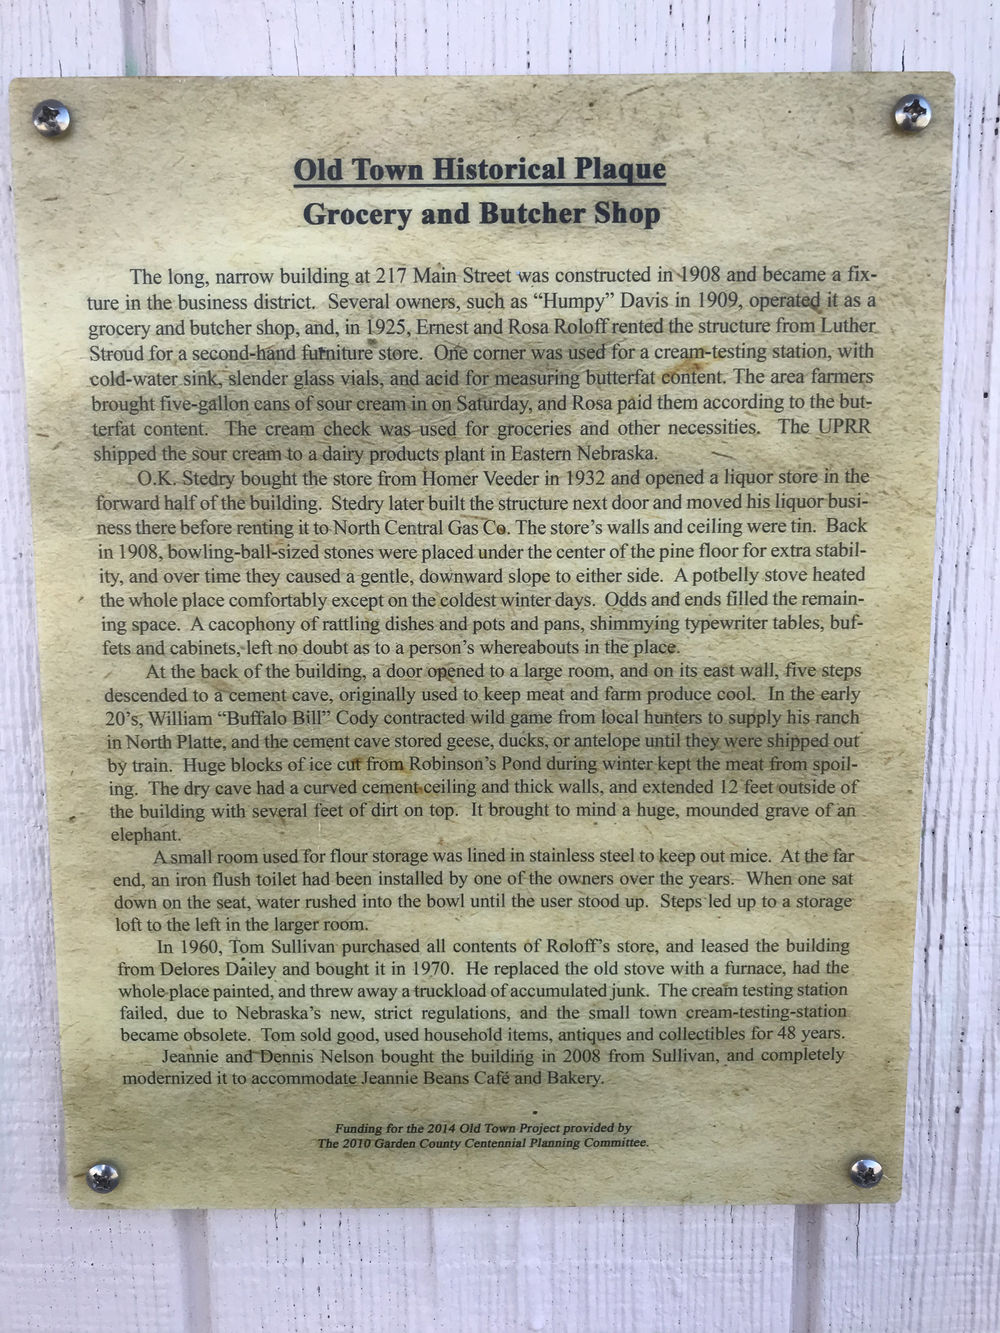 Old Town Historical Plaque
Grocery and Butcher Shop
The long, narrow building at 217 Main Street was constructed in 1908 and became a fix-
ture in the business district. Several owners, such as “Humpy” Davis in 1909, operated it as a
grocery and butcher shop, and, in 1925, Ernest and Rosa Roloff rented the structure from Luther
Stroud for a second-hand furniture store. One corner was used for a cream-testing station, with
cold-water sink, slender glass vials, and acid for measuring butterfat content. The area farmers
brought five-gallon cans of sour cream in on Saturday, and Rosa paid them according to the but-
terfat content. The cream check was used for groceries and other necessities. The UPRR
shipped the sour cream to a dairy products plant in Eastern Nebraska.
O.K. Stedry bought the store from Homer Veeder in 1932 and opened a liquor store in the
forward half of the building. Stedry later built the structure next door and moved his liquor busi-
ness there before renting it to North Central Gas Co. The store’s walls and ceiling were tin. Back
in 1908, bowling-ball-sized stones were placed under the center of the pine floor for extra stabil-
ity, and over time they caused a gentle, downward slope to either side. A potbelly stove heated
the whole place comfortably except on the coldest winter days. Odds and ends filled the remain-
ing space. A cacophony of rattling dishes and pots and pans, shimmying typewriter tables, buf-
fets and cabinets, left no doubt as to a person’s whereabouts in the place.
At the back of the building, a door opened to a large room, and on its east wall, five steps
descended to a cement cave, originally used to keep meat and farm produce cool. In the early
20’s, William “Buffalo Bill” Cody contracted wild game from local hunters to supply his ranch
in North Platte, and the cement cave stored geese, ducks, or antelope until they were shipped out
by train. Huge blocks of ice cut from Robinson’s Pond during winter kept the meat from spoil-
ing. The dry cave had a curved cement ceiling and thick walls, and extended 12 feet outside of
the building with several feet of dirt on top. It brought to mind a huge, mounded grave of an
elephant.
A small room used for flour storage was lined in stainless steel to keep out mice. At the far
end, an iron flush toilet had been installed by one of the owners over the years. When one sat
down on the seat, water rushed into the bowl until the user stood up. Steps led up to a storage
loft to the left in the larger room.
In 1960, Tom Sullivan purchased all contents of Roloff’s store, and leased the building
from Delores Dailey and bought it in 1970. He replaced the old stove with a furnace, had the
whole place painted, and threw away a truckload of accumulated junk. The cream testing station
failed, due to Nebraska’s new, strict regulations, and the small town cream-testing-station
became obsolete. Tom sold good, used household items, antiques and collectibles for 48 years.
Jeannie and Dennis Nelson bought the building in 2008 from Sullivan, and completely
modernized it to accommodate Jeannie Beans Café and Bakery.
Funding for the 2014 Old Town Project provided by
The 2010 Garden County Centennial Planning Committee.